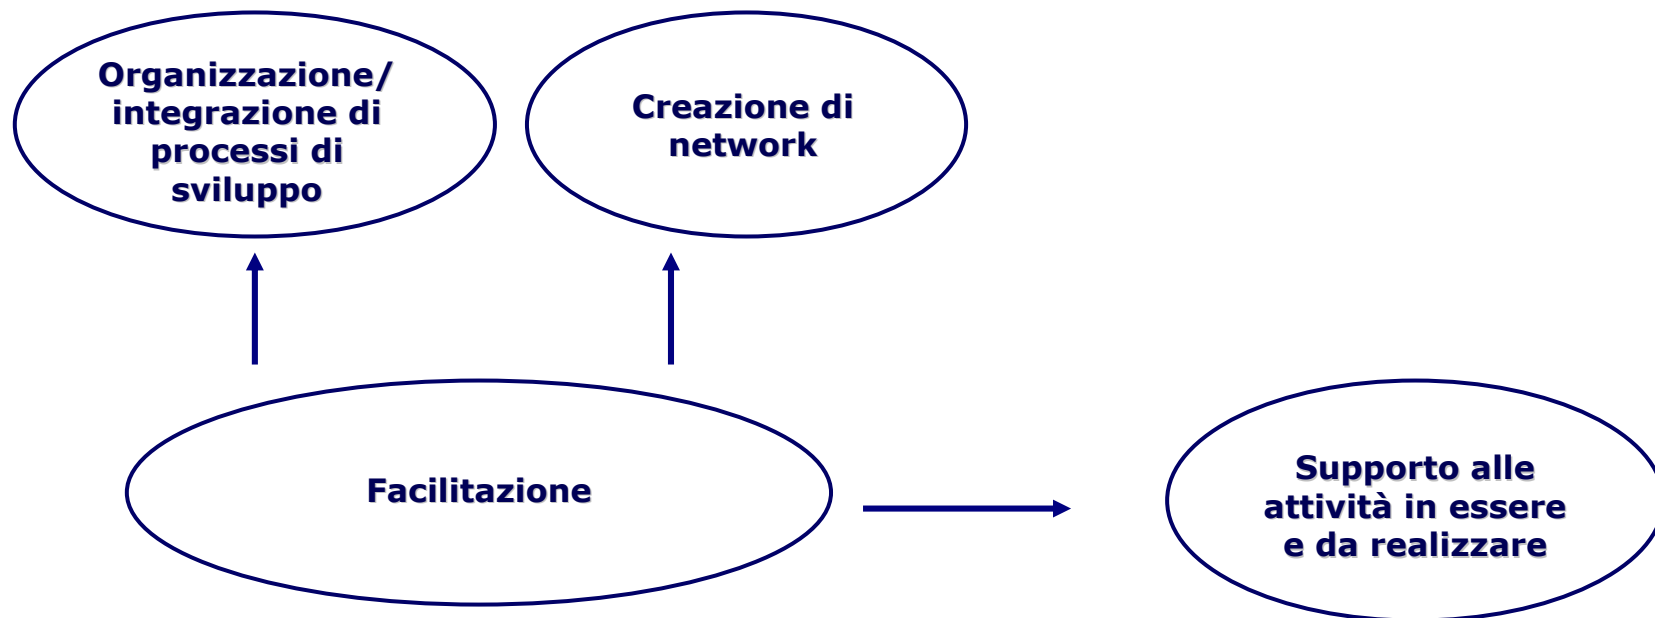 Organizzazione/
integrazione di
processi di
sviluppo
Creazione di
network
Facilitazione
Supporto alle
attività in essere
e da realizzare